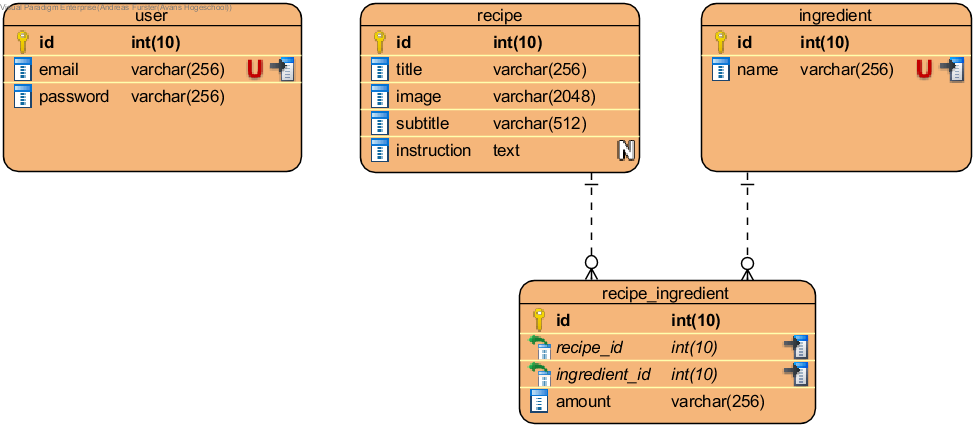 Visual Paradigm Enterprise(Andreas Furster(Avans Hogeschool))
user
id int(10)
email varchar(256) U
password varchar(256)
recipe
id int(10)
title varchar(256)
image varchar(2048)
subtitle varchar(512)
instruction text N
ingredient
id int(10)
name varchar(256) U
recipe_ingredient
id int(10)
recipe_id int(10)
ingredient_id int(10)
amount varchar(256)